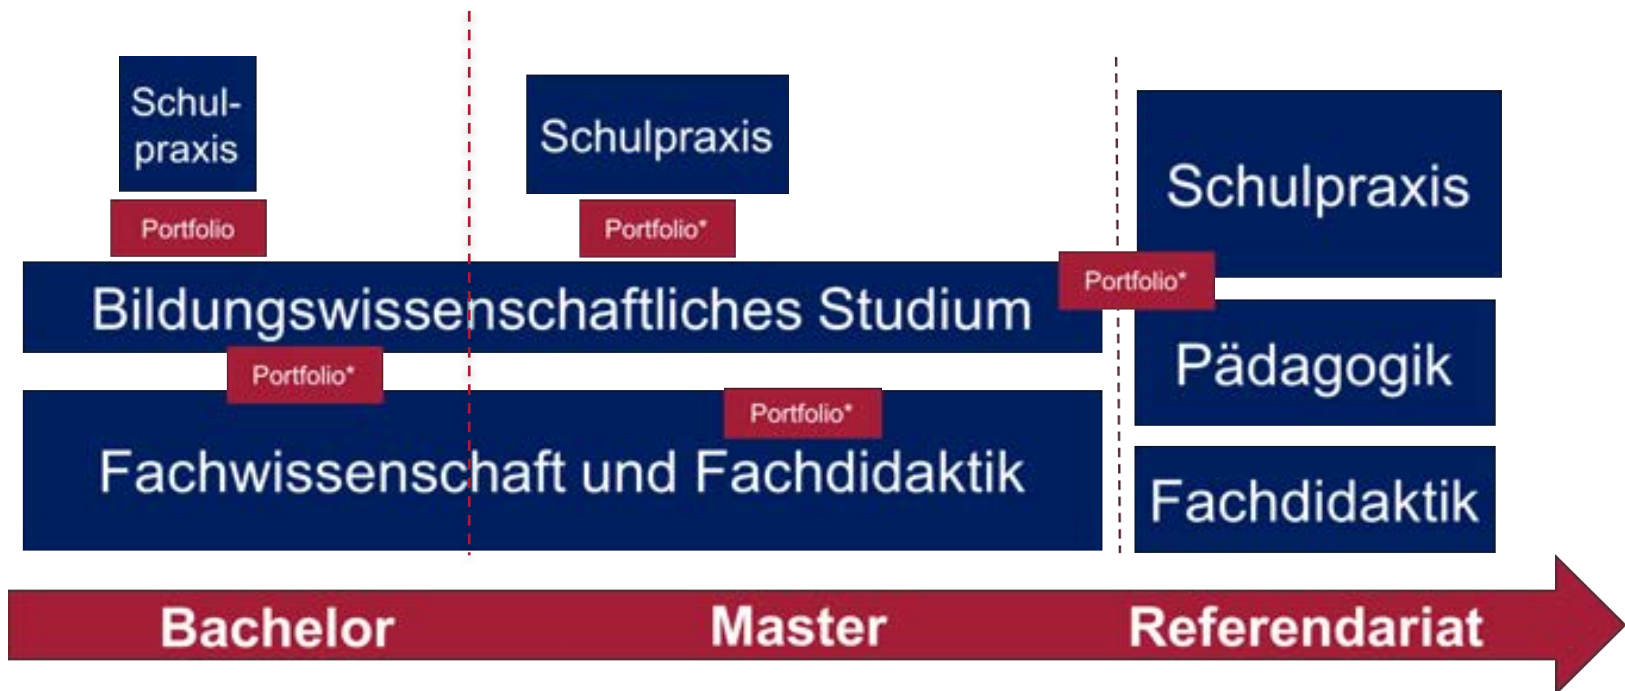 Schul-
praxis
Portfolio
Schulpraxis
Portfolio*
Schulpraxis
Portfolio*
Bildungswissenschaftliches Studium
Pädagogik
Portfolio*
Portfolio*
Fachwissenschaft und Fachdidaktik
Fachdidaktik
Bachelor
Master
Referendariat